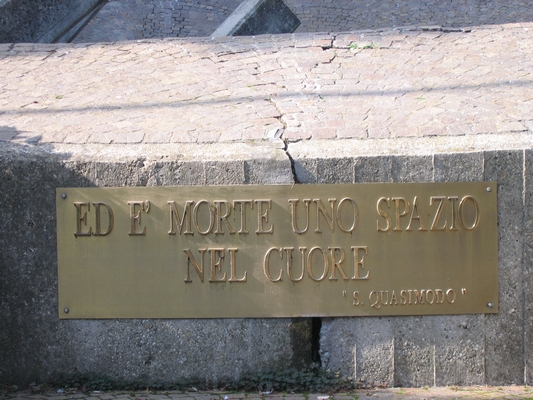 ED E' MORTE UNO SPAZIO
NEL CUORE
" S. QUASIMODO "